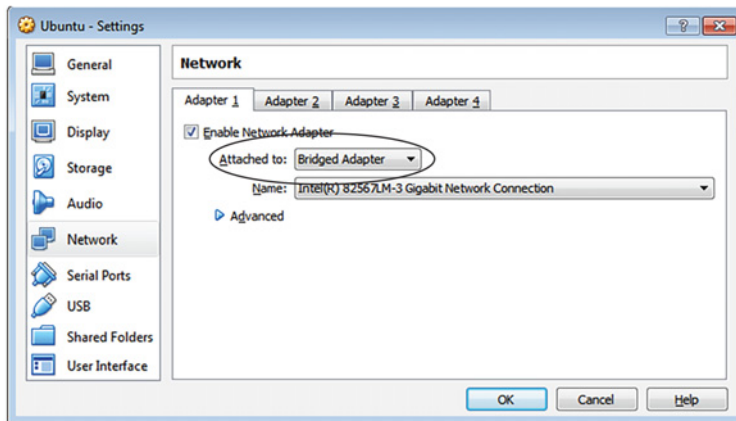 Ubuntu - Settings
General
System
Display
Storage
Audio
Network
Serial Ports
USB
Shared Folders
User Interface
Network
Adapter 1 Adapter 2 Adapter 3 Adapter 4
Enable Network Adapter
Attached to: Bridged Adapter
Name: Intel(R) 82567LM-3 Gigabit Network Connection
Advanced
OK Cancel Help